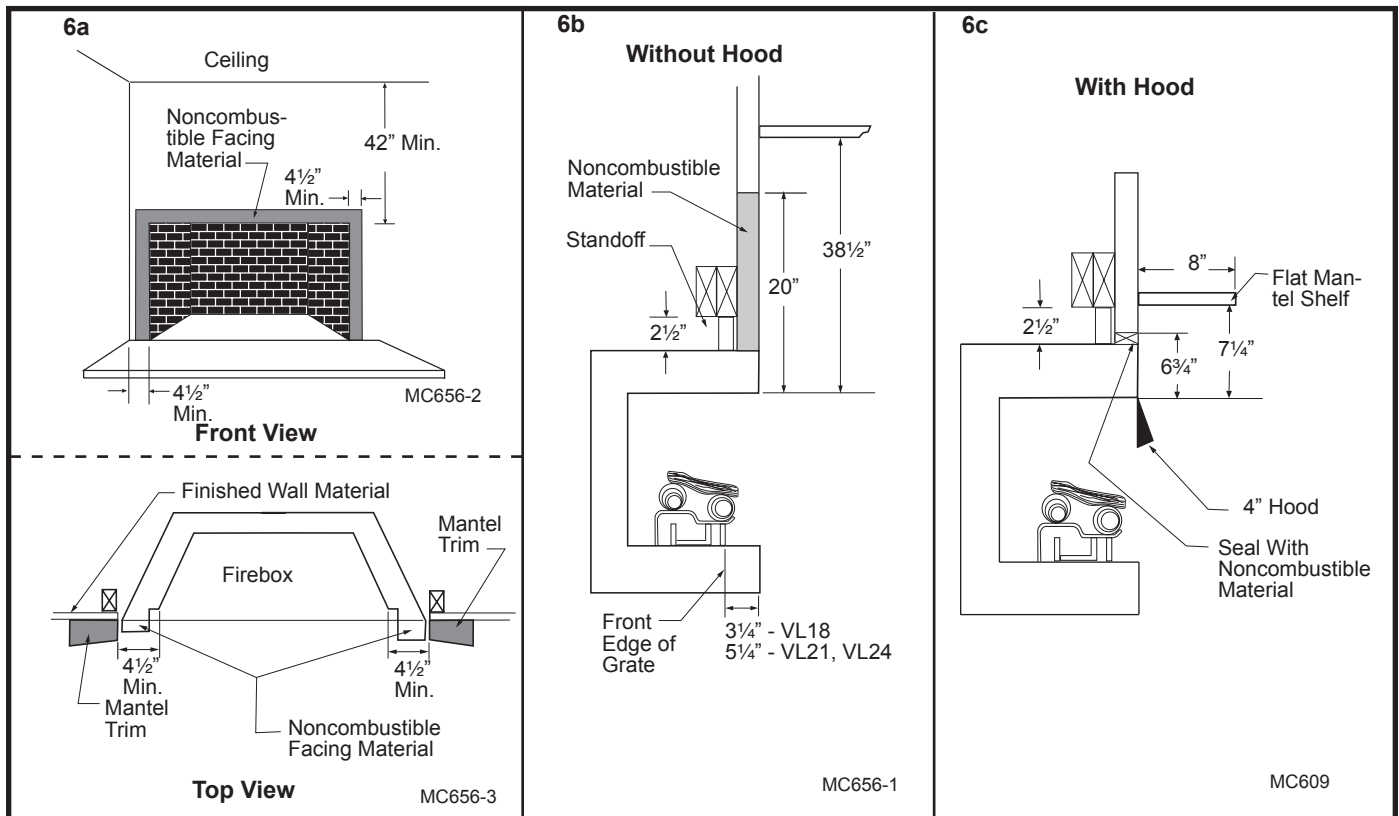 6a
Ceiling
Noncombus-
tible Facing
Material
42” Min.
4½”
Min.
4½”
Min.
MC656-2
Front View
Finished Wall Material
Mantel
Trim
Firebox
4½”
Min.
Mantel
Trim
4½”
Min.
Noncombustible
Facing Material
Top View
MC656-3
6b
Without Hood
Noncombustible
Material
Standoff
38½”
20”
2½”
Front
Edge of
Grate
3¼” - VL18
5¼” - VL21, VL24
MC656-1
6c
With Hood
8”
Flat Man-
tel Shelf
2½”
7¼”
6¾”
4” Hood
Seal With
Noncombustible
Material
MC609